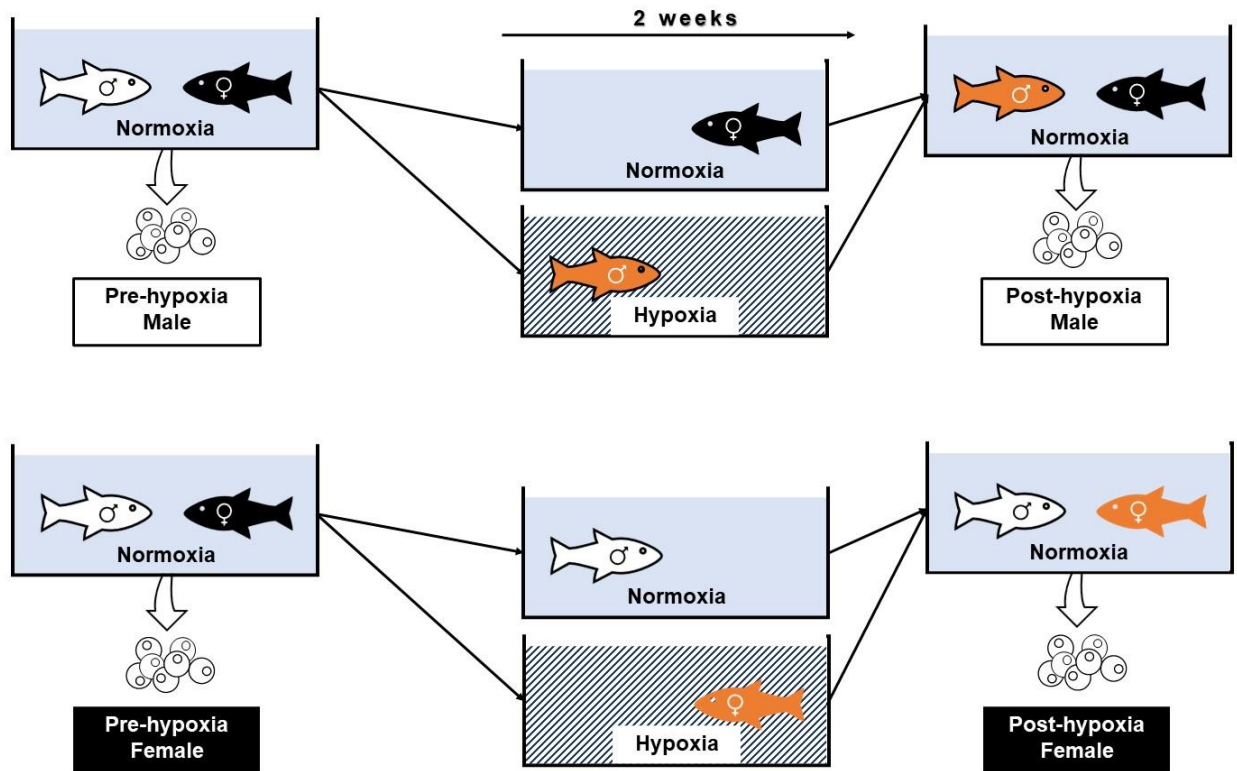 2 weeks
♂ ♀
Normoxia
♀
Normoxia
♂
Hypoxia
♂ ♀
Normoxia
Pre-hypoxia
Male
Post-hypoxia
Male
♂ ♀
Normoxia
♂
Normoxia
♀
Hypoxia
♂ ♀
Normoxia
Pre-hypoxia
Female
Post-hypoxia
Female